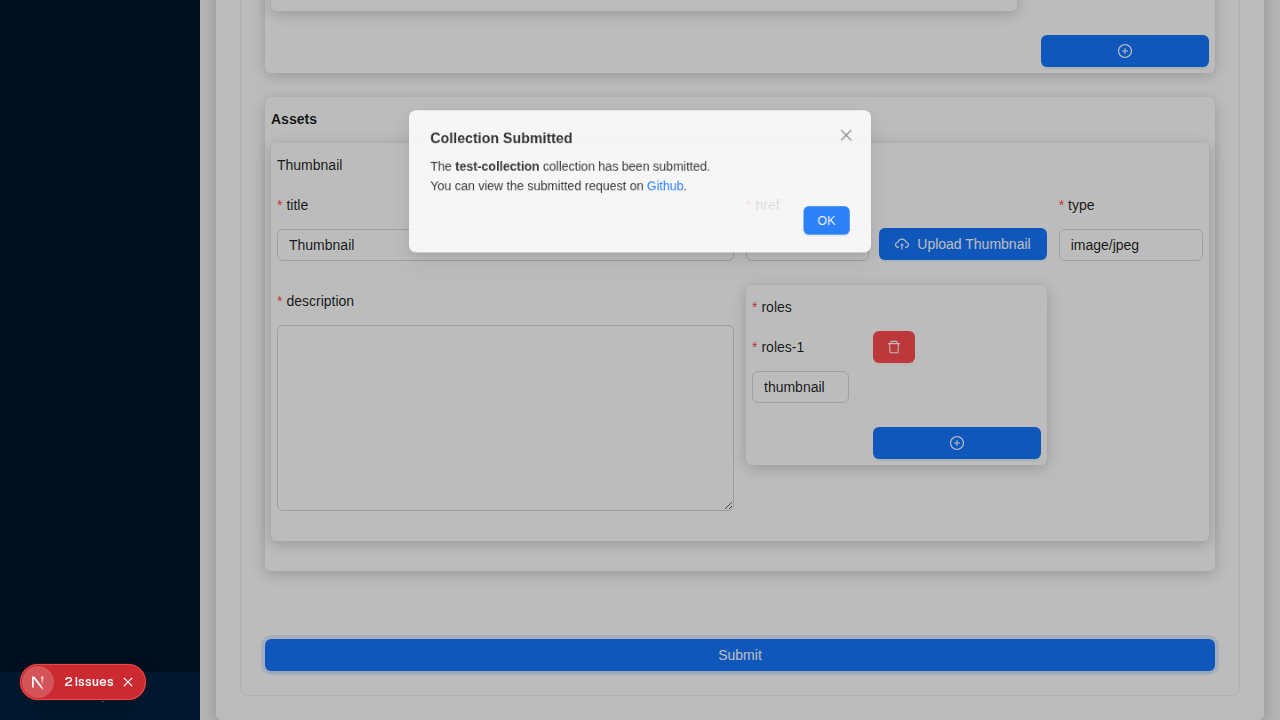 Assets
Collection Submitted
The test-collection collection has been submitted.
You can view the submitted request on Github.
OK
Thumbnail
* title
* href
* type
Thumbnail
Upload Thumbnail
image/jpeg
* description
* roles
* roles-1
thumbnail
Submit
N
2 Issues